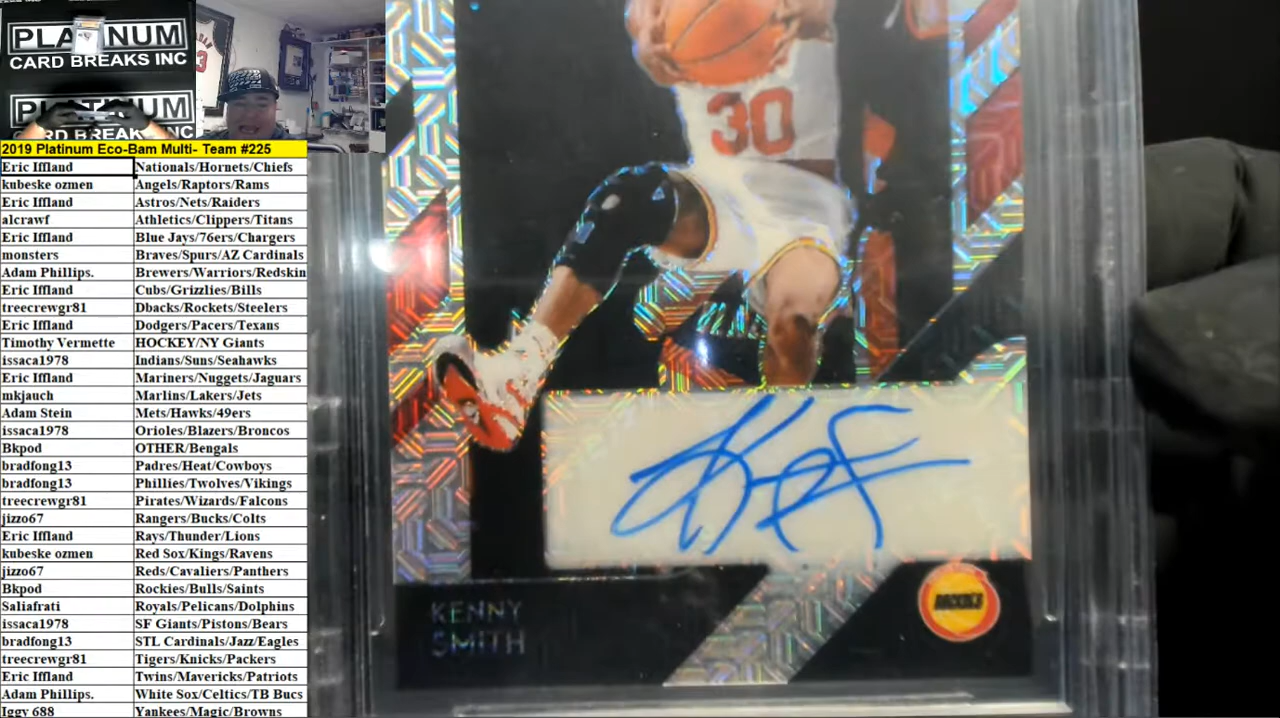 PLATINUM
CARD BREAKS INC
PLATINUM
CARD BREAKS INC
2019 Platinum Eco-Bam Multi- Team #225
Eric Iffland Nationals/Hornets/Chiefs
kubeske ozmen Angels/Raptors/Rams
Eric Iffland Astros/Nets/Raiders
alcrawf Athletics/Clippers/Titans
Eric Iffland Blue Jays/76ers/Chargers
monsters Braves/Spurs/AZ Cardinals
Adam Phillips. Brewers/Warriors/Redskin
Eric Iffland Cubs/Grizzlies/Bills
treecrewgr81 Dbacks/Rockets/Steelers
Eric Iffland Dodgers/Pacers/Texans
Timothy Vermette HOCKEY/NY Giants
issaca1978 Indians/Suns/Seahawks
Eric Iffland Mariners/Nuggets/Jaguars
mkjauch Marlins/Lakers/Jets
Adam Stein Mets/Hawks/49ers
issaca1978 Orioles/Blazers/Broncos
Bkpod OTHER/Bengals
bradfong13 Padres/Heat/Cowboys
bradfong13 Phillies/Twolves/Vikings
treecrewgr81 Pirates/Wizards/Falcons
jizzo67 Rangers/Bucks/Colts
Eric Iffland Rays/Thunder/Lions
kubeske ozmen Red Sox/Kings/Ravens
jizzo67 Reds/Cavaliers/Panthers
Bkpod Rockies/Bulls/Saints
Saliafrati Royals/Pelicans/Dolphins
issaca1978 SF Giants/Pistons/Bears
bradfong13 STL Cardinals/Jazz/Eagles
treecrewgr81 Tigers/Knicks/Packers
Eric Iffland Twins/Mavericks/Patriots
Adam Phillips. White Sox/Celtics/TB Bucs
Iggy 688 Yankees/Magic/Browns
30
KENNY
SMITH
ROCKETS